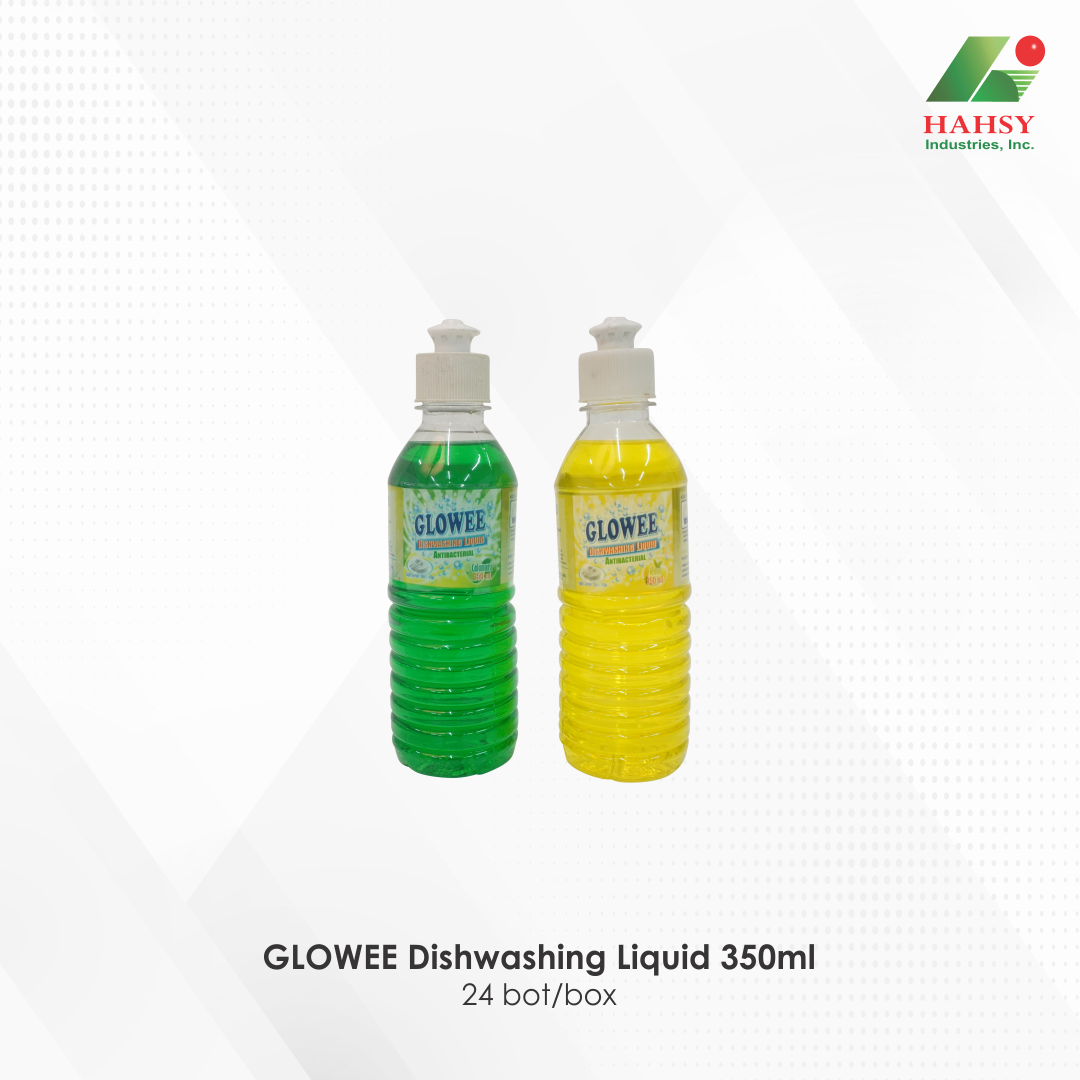 HAHSY
Industries, Inc.
GLOWEE
Dishwashing Liquid
Antibacterial
GLOWEE
Dishwashing Liquid
Antibacterial
GLOWEE Dishwashing Liquid 350ml
24 bot/box